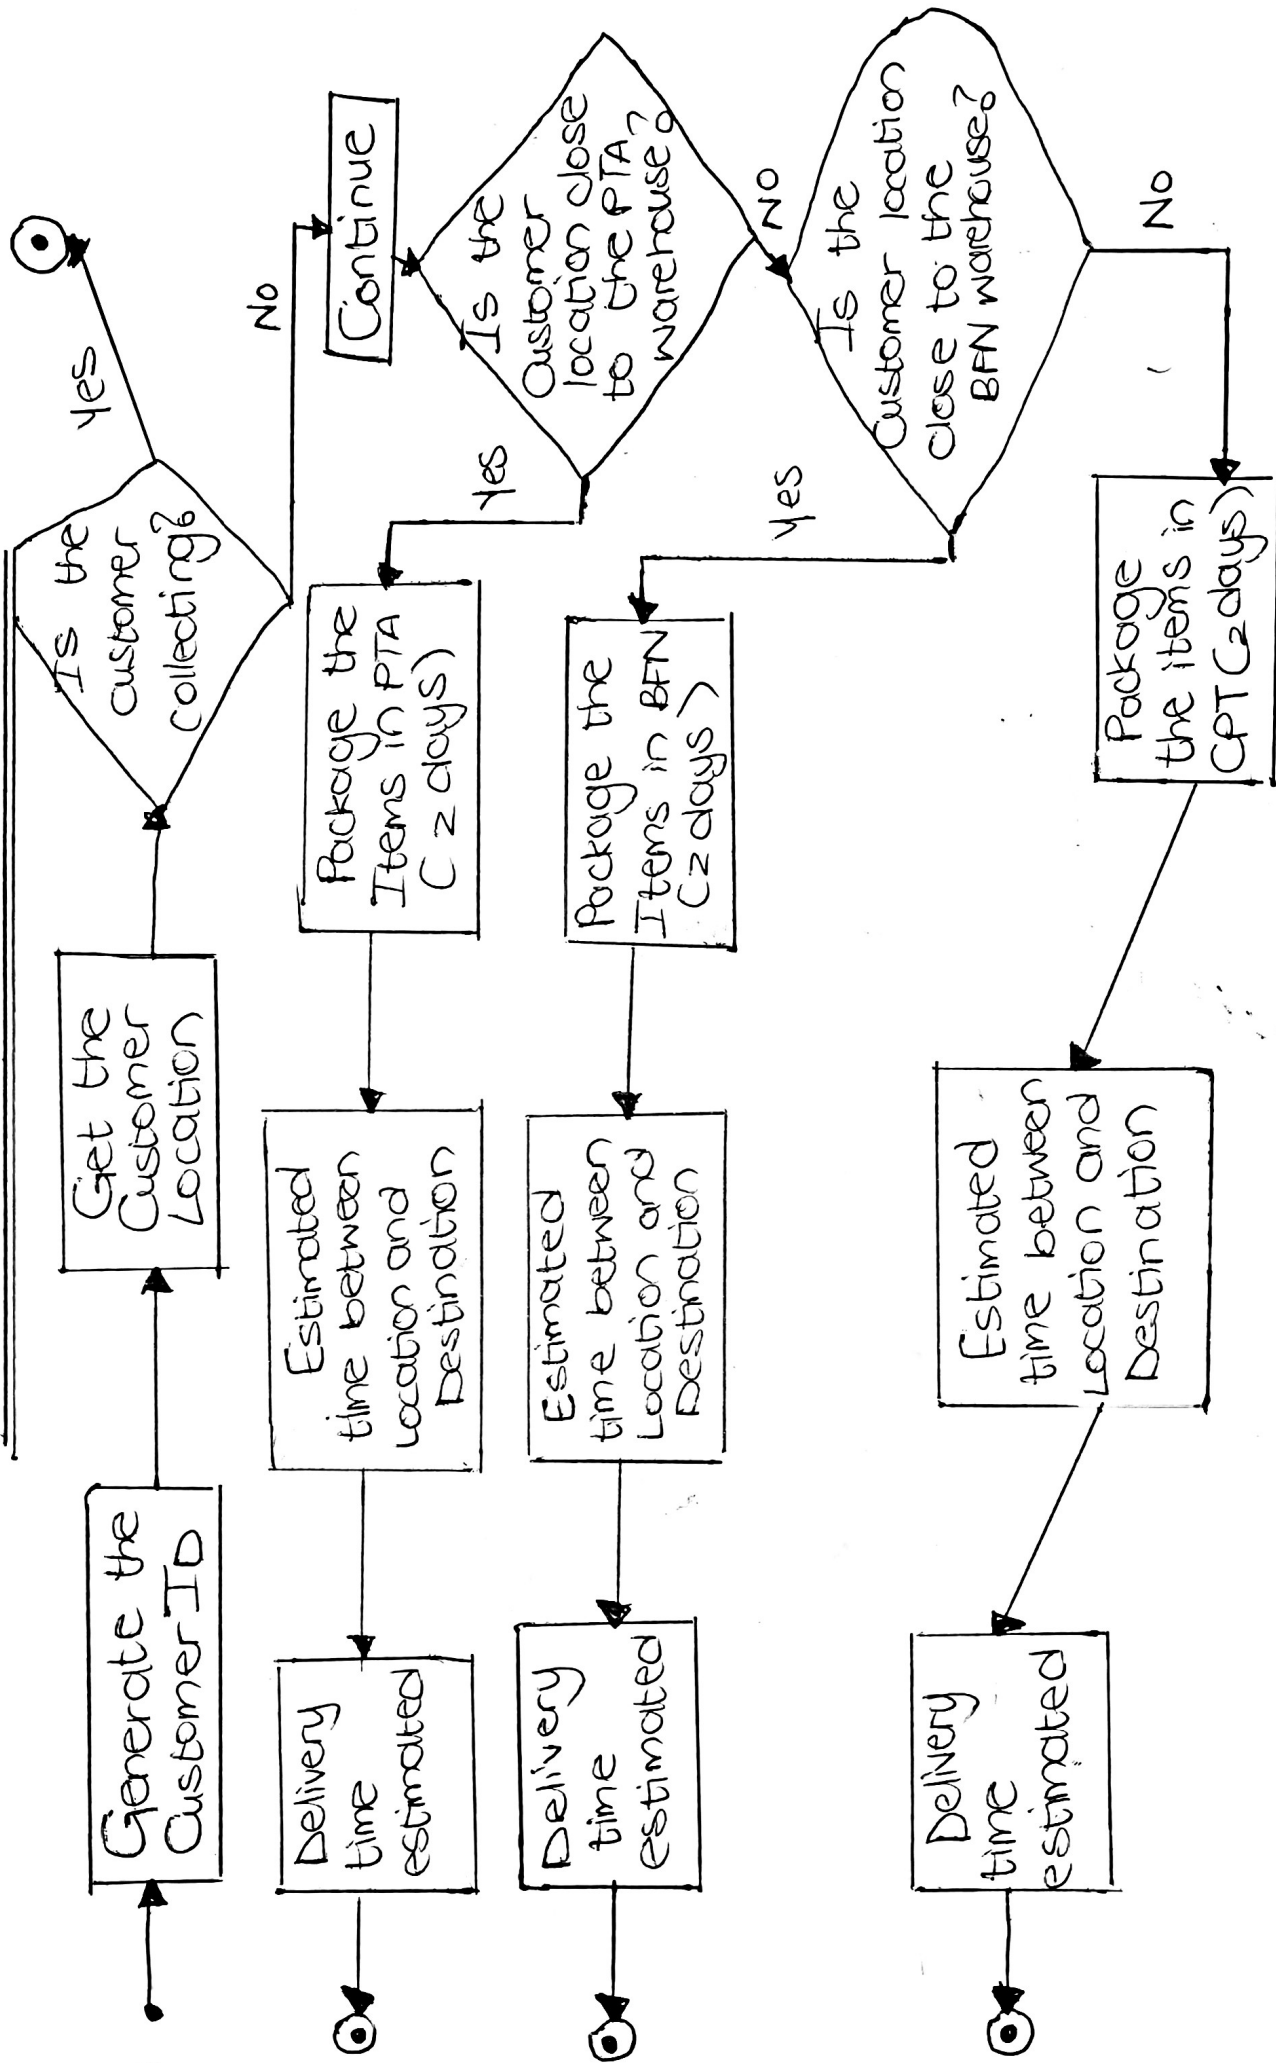 Generate the
Customer ID
Get the
Customer
Location
Is the
customer
collecting?
Yes
No
Continue
Is the
Customer
location close
to the PTA
warehouse?
Yes
No
Package the
Items in PTA
(2 days)
Estimated
time between
Location and
Destination
Delivery
time
estimated
Is the
Customer location
close to the
BFN warehouse?
Yes
No
Package the
Items in BFN
(2 days)
Estimated
time between
Location and
Destination
Delivery
time
estimated
Package
the items in
CPT (2 days)
Estimated
time between
Location and
Destination
Delivery
time
estimated